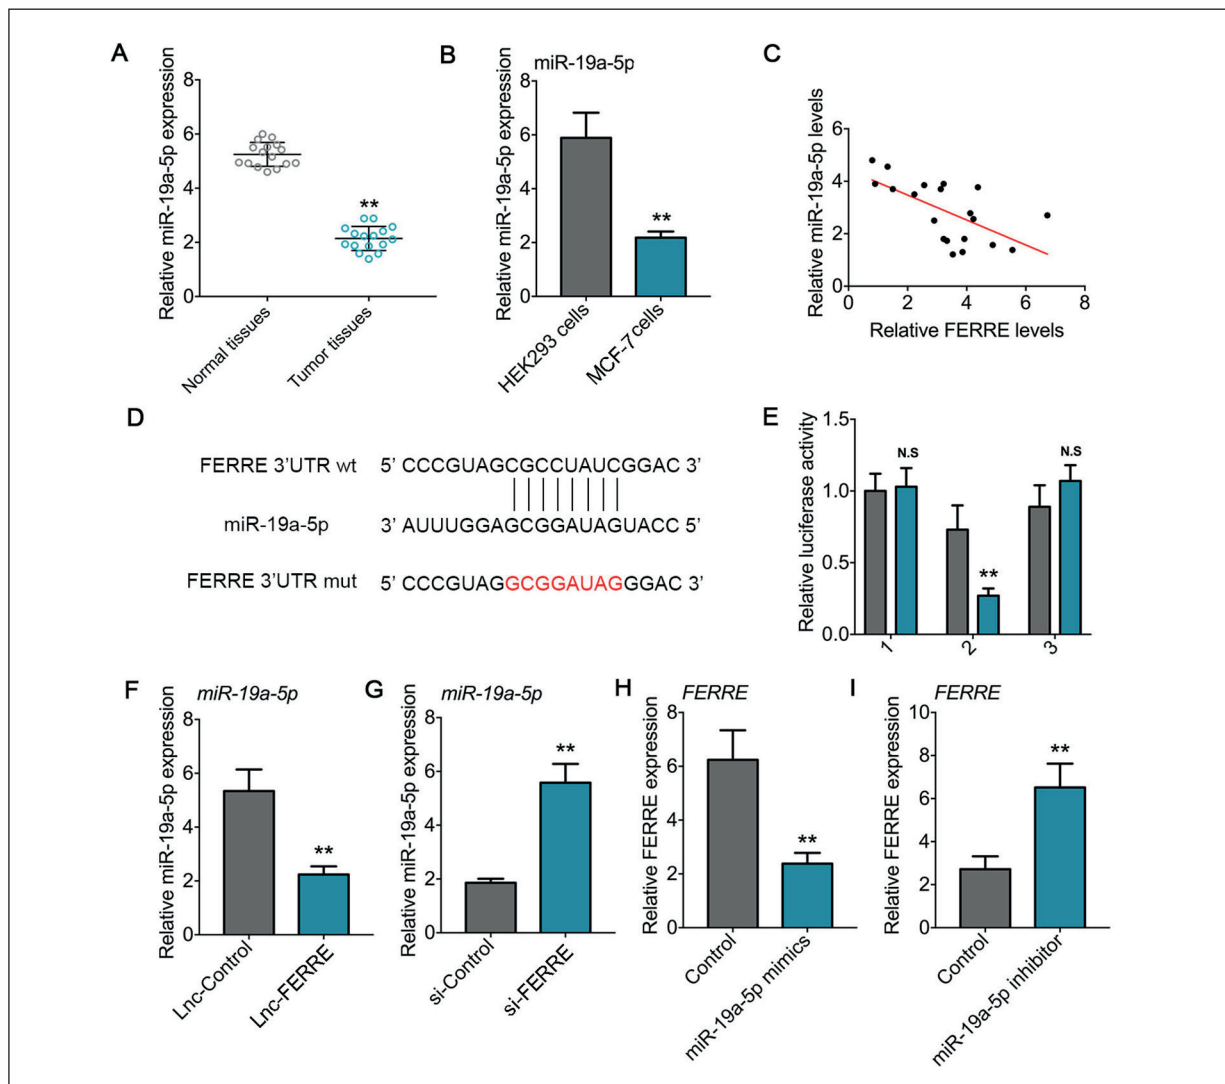 A
Relative miR-19a-5p expression
8
6
4
2
0
**
Normal tissues
Tumor tissues
B
miR-19a-5p
Relative miR-19a-5p expression
8
6
4
2
0
**
HEK293 cells
MCF-7 cells
C
Relative miR-19a-5p levels
6
4
2
0
0 2 4 6 8
Relative FERRE levels
D
FERRE 3'UTR wt 5' CCCGUAGCGCCUAUCGGAC 3'
miR-19a-5p 3' AUUUGGAGCGGAUAGUACC 5'
FERRE 3'UTR mut 5' CCCGUAGGCGGAUAGGGAC 3'
E
Relative luciferase activity
1.5
1.0
0.5
0.0
N.S
**
N.S
1 2 3
F
miR-19a-5p
Relative miR-19a-5p expression
8
6
4
2
0
**
Lnc-Control
Lnc-FERRE
G
miR-19a-5p
Relative miR-19a-5p expression
8
6
4
2
0
**
si-Control
si-FERRE
H
FERRE
Relative FERRE expression
8
6
4
2
0
**
Control
miR-19a-5p mimics
I
FERRE
Relative FERRE expression
10
8
6
4
2
0
**
Control
miR-19a-5p inhibitor